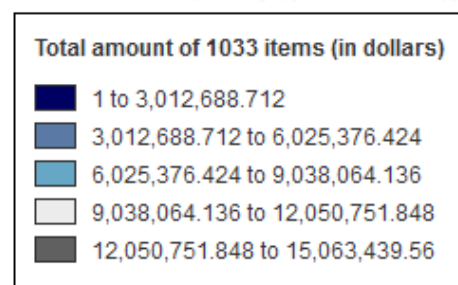 Total amount of 1033 items (in dollars)
1 to 3,012,688.712
3,012,688.712 to 6,025,376.424
6,025,376.424 to 9,038,064.136
9,038,064.136 to 12,050,751.848
12,050,751.848 to 15,063,439.56